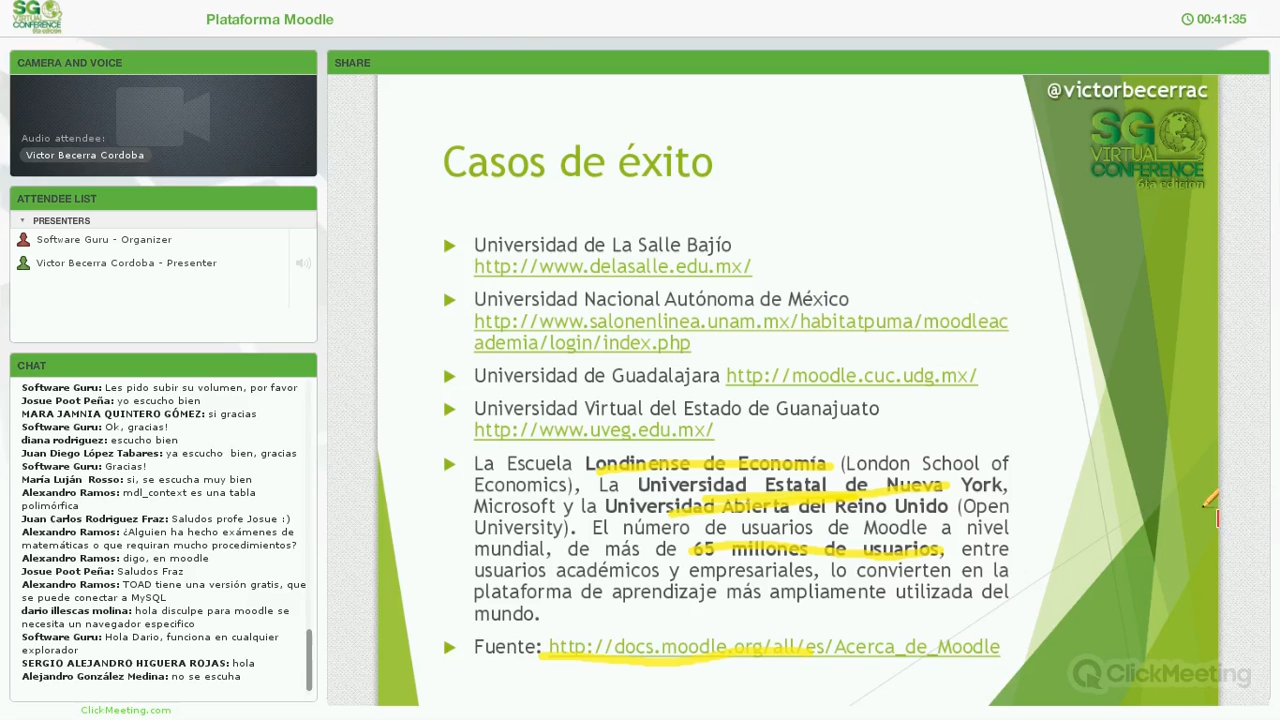 SG
VIRTUAL
CONFERENCE
6ta edición
Plataforma Moodle
00:41:35
CAMERA AND VOICE
Audio attendee:
Victor Becerra Cordoba
ATTENDEE LIST
PRESENTERS
Software Guru - Organizer
Victor Becerra Cordoba - Presenter
CHAT
Software Guru: Les pido subir su volumen, por favor
Josue Poot Peña: yo escucho bien
MARA JAMNIA QUINTERO GÓMEZ: si gracias
Software Guru: Ok, gracias!
diana rodriguez: escucho bien
Juan Diego López Tabares: ya escucho bien, gracias
Software Guru: Gracias!
María Luján Rosso: si, se escucha muy bien
Alexandro Ramos: mdl_context es una tabla
polimórfica
Juan Carlos Rodriguez Fraz: Saludos profe Josue :)
Alexandro Ramos: ¿Alguien ha hecho exámenes de
matemáticas o que requiran mucho procedimientos?
Alexandro Ramos: digo, en moodle
Josue Poot Peña: Saludos Fraz
Alexandro Ramos: TOAD tiene una versión gratis, que
se puede conectar a MySQL
dario illescas molina: hola disculpe para moodle se
necesita un navegador especifico
Software Guru: Hola Dario, funciona en cualquier
explorador
SERGIO ALEJANDRO HIGUERA ROJAS: hola
Alejandro González Medina: no se escuha
ClickMeeting.com
SHARE
@victorbecerrac
SG
VIRTUAL
CONFERENCE
6ta edición
Casos de éxito
Universidad de La Salle Bajío
http://www.delasalle.edu.mx/
Universidad Nacional Autónoma de México
http://www.salonenlinea.unam.mx/habitatpuma/moodleac
ademia/login/index.php
Universidad de Guadalajara http://moodle.cuc.udg.mx/
Universidad Virtual del Estado de Guanajuato
http://www.uveg.edu.mx/
La Escuela Londinense de Economía (London School of
Economics), La Universidad Estatal de Nueva York,
Microsoft y la Universidad Abierta del Reino Unido (Open
University). El número de usuarios de Moodle a nivel
mundial, de más de 65 millones de usuarios, entre
usuarios académicos y empresariales, lo convierten en la
plataforma de aprendizaje más ampliamente utilizada del
mundo.
Fuente: http://docs.moodle.org/all/es/Acerca_de_Moodle
ClickMeeting